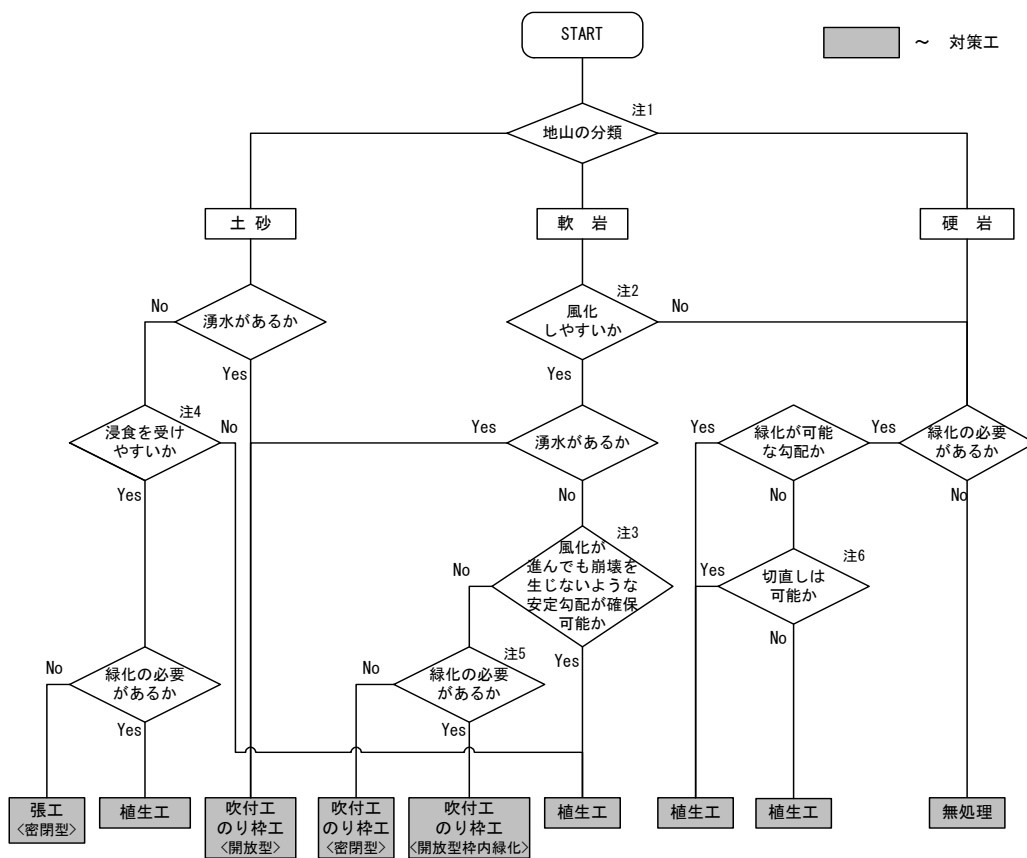 START
～ 対策工
注1
地山の分類
土 砂
軟 岩
硬 岩
No
湧水があるか
Yes
注2
風化
しやすいか
No
Yes
注4
浸食を受け
やすいか
No
Yes
Yes
湧水があるか
No
Yes
緑化が可能
な勾配か
No
Yes
緑化の必要
があるか
No
注3
風化が
進んでも崩壊を
生じないような
安定勾配が確保
可能か
No
Yes
注6
切直しは
可能か
Yes
No
No
緑化の必要
があるか
Yes
注5
No
緑化の必要
があるか
Yes
張工
<密閉型>
植生工
吹付工
のり枠工
<開放型>
吹付工
のり枠工
<密閉型>
吹付工
のり枠工
<開放型枠内緑化>
植生工
植生工
植生工
無処理